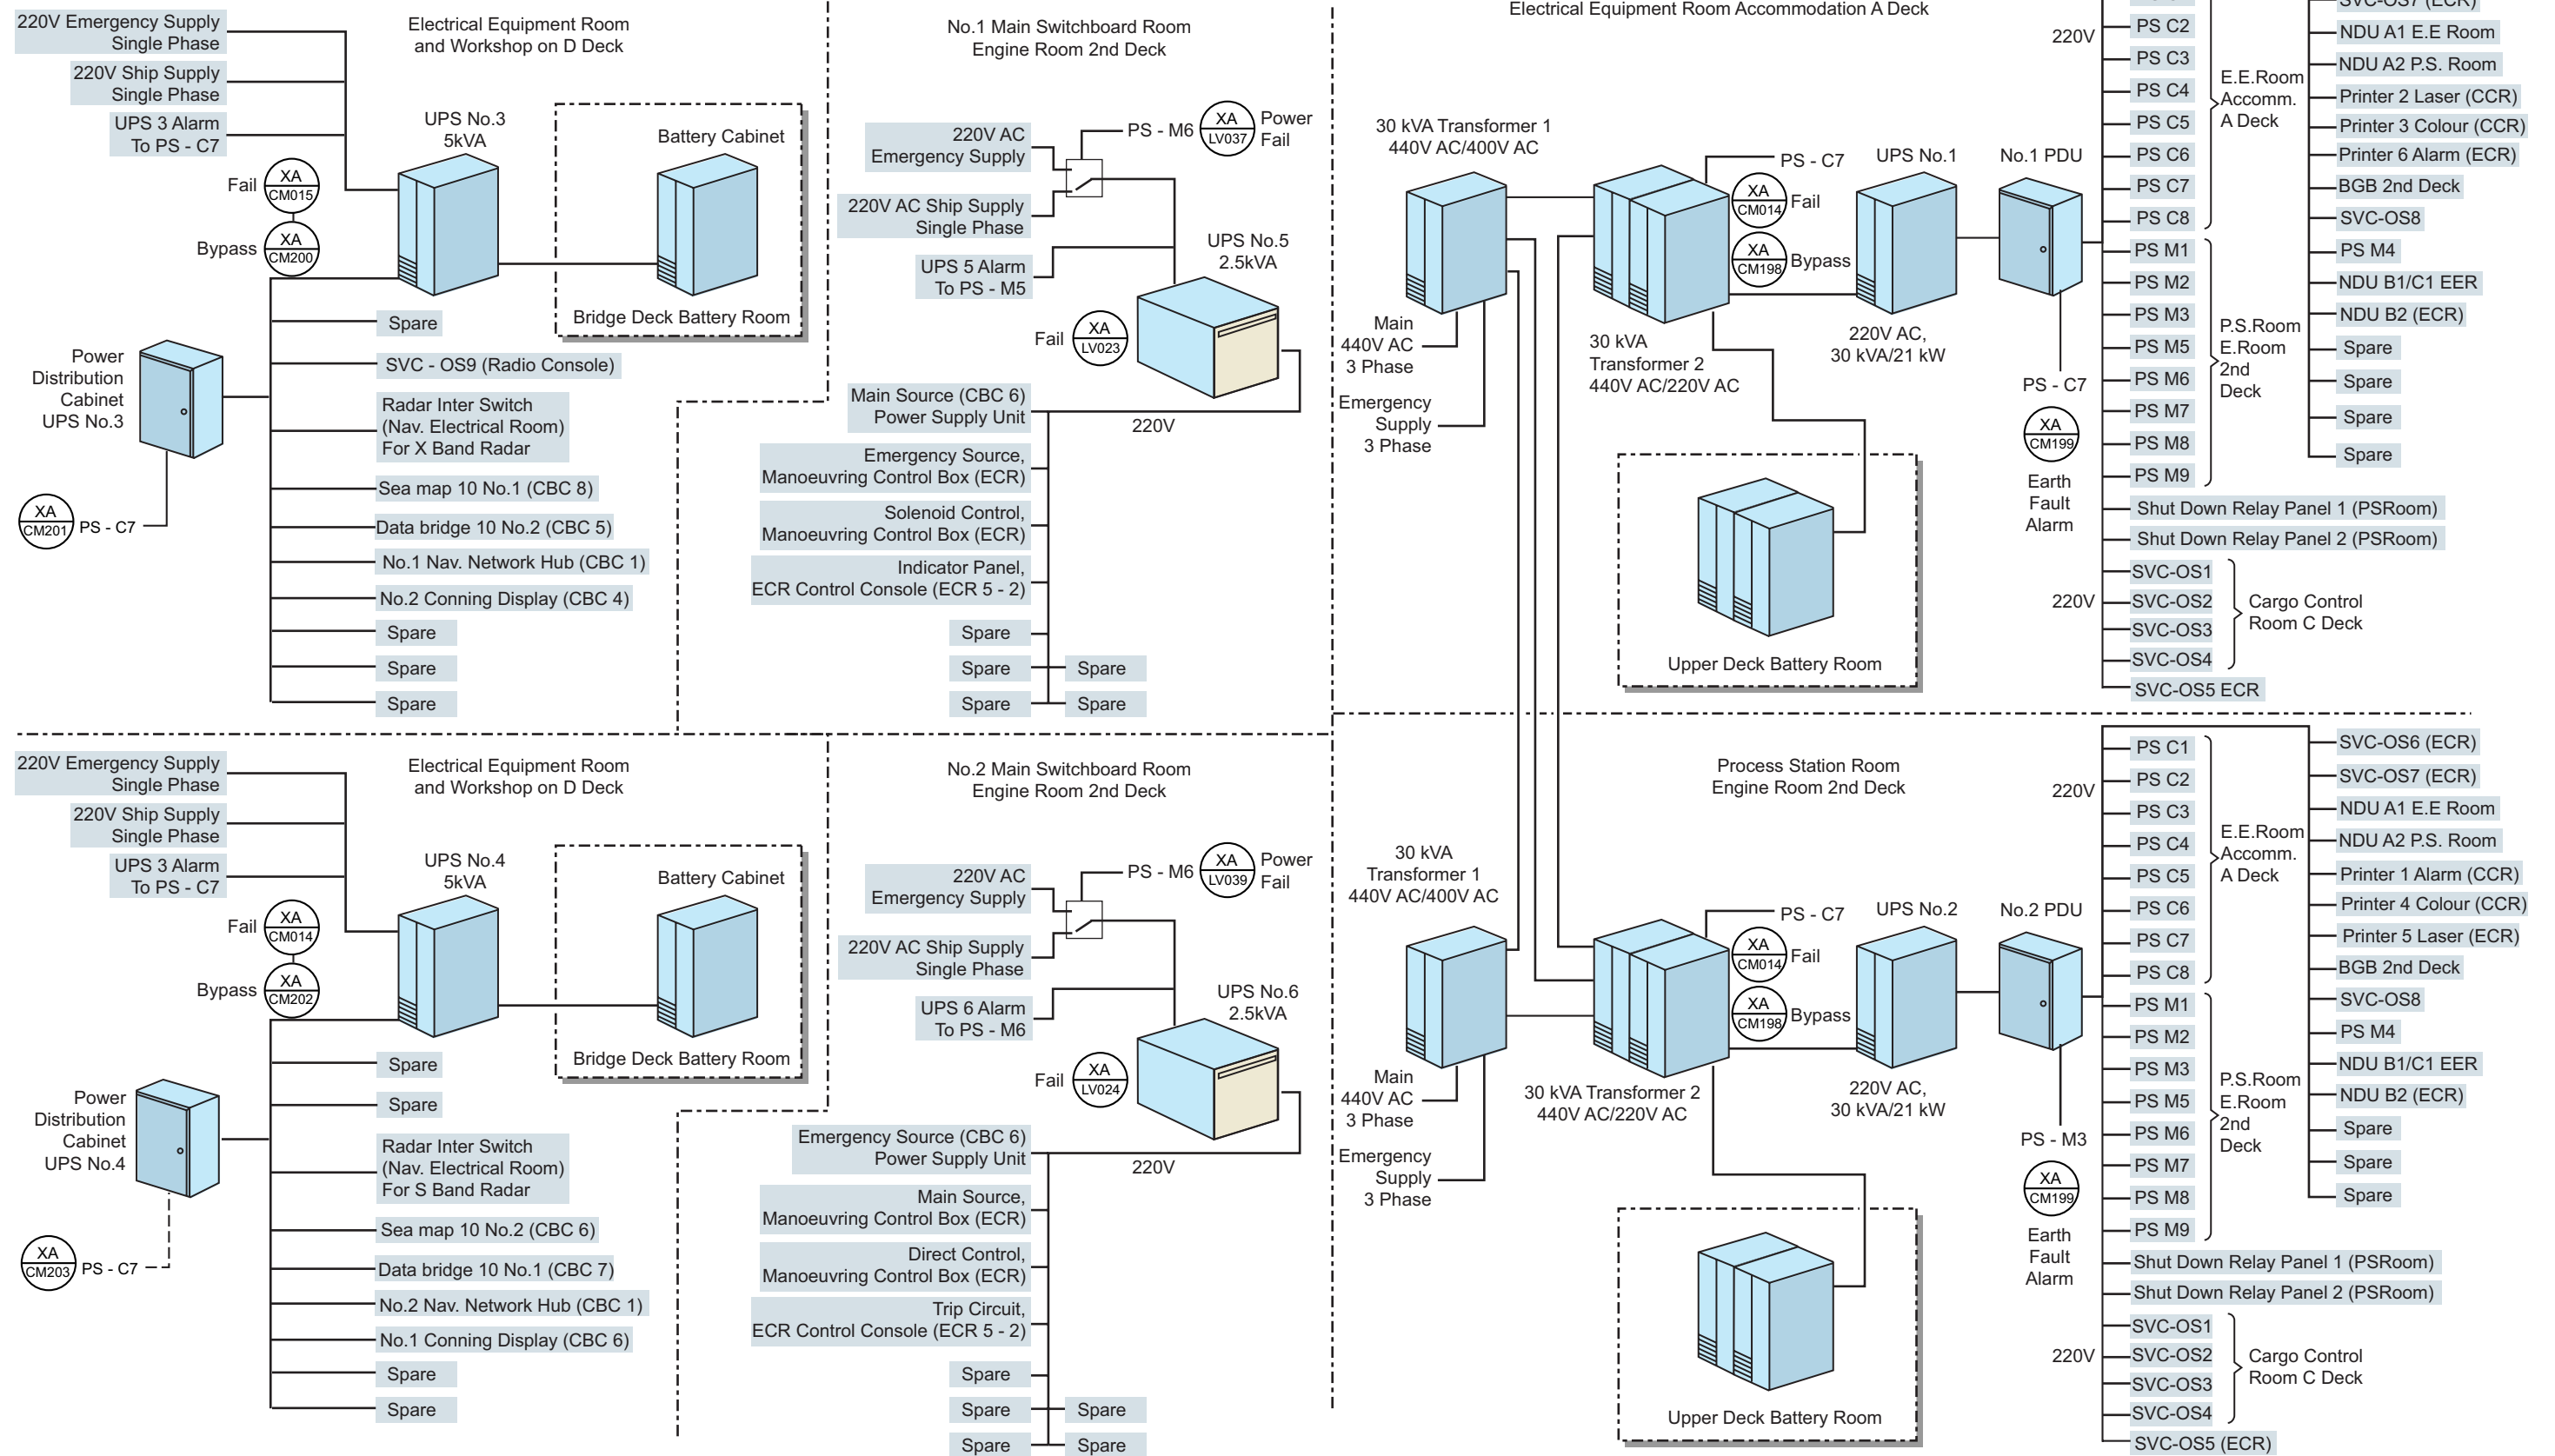 220V Emergency Supply
Single Phase
220V Ship Supply
Single Phase
UPS 3 Alarm
To PS - C7
Electrical Equipment Room
and Workshop on D Deck
UPS No.3
5kVA
Battery Cabinet
Bridge Deck Battery Room
Fail
XA
CM015
Bypass
XA
CM200
Power
Distribution
Cabinet
UPS No.3
XA
CM201
PS - C7
Spare
SVC - OS9 (Radio Console)
Radar Inter Switch
(Nav. Electrical Room)
For X Band Radar
Sea map 10 No.1 (CBC 8)
Data bridge 10 No.2 (CBC 5)
No.1 Nav. Network Hub (CBC 1)
No.2 Conning Display (CBC 4)
Spare
Spare
Spare
No.1 Main Switchboard Room
Engine Room 2nd Deck
220V AC
Emergency Supply
220V AC Ship Supply
Single Phase
UPS 5 Alarm
To PS - M5
PS - M6
XA
LV037
Power
Fail
UPS No.5
2.5kVA
Fail
XA
LV023
Main Source (CBC 6)
Power Supply Unit
220V
Emergency Source,
Manoeuvring Control Box (ECR)
Solenoid Control,
Manoeuvring Control Box (ECR)
Indicator Panel,
ECR Control Console (ECR 5 - 2)
Spare
Spare
Spare
Spare
Spare
Electrical Equipment Room Accommodation A Deck
30 kVA Transformer 1
440V AC/400V AC
Main
440V AC
3 Phase
Emergency
Supply
3 Phase
30 kVA
Transformer 2
440V AC/220V AC
PS - C7
XA
CM014
Fail
XA
CM198
Bypass
UPS No.1
220V AC,
30 kVA/21 kW
No.1 PDU
PS - C7
XA
CM199
Earth
Fault
Alarm
Upper Deck Battery Room
220V
PS C2
PS C3
PS C4
PS C5
PS C6
PS C7
PS C8
E.E.Room
Accomm.
A Deck
PS M1
PS M2
PS M3
PS M5
PS M6
PS M7
PS M8
PS M9
P.S.Room
E.Room
2nd
Deck
Shut Down Relay Panel 1 (PSRoom)
Shut Down Relay Panel 2 (PSRoom)
220V
SVC-OS1
SVC-OS2
SVC-OS3
SVC-OS4
Cargo Control
Room C Deck
SVC-OS5 ECR
SVC-OS7 (ECR)
NDU A1 E.E Room
NDU A2 P.S. Room
Printer 2 Laser (CCR)
Printer 3 Colour (CCR)
Printer 6 Alarm (ECR)
BGB 2nd Deck
SVC-OS8
PS M4
NDU B1/C1 EER
NDU B2 (ECR)
Spare
Spare
Spare
Spare
220V Emergency Supply
Single Phase
220V Ship Supply
Single Phase
UPS 3 Alarm
To PS - C7
Electrical Equipment Room
and Workshop on D Deck
UPS No.4
5kVA
Battery Cabinet
Bridge Deck Battery Room
Fail
XA
CM014
Bypass
XA
CM202
Power
Distribution
Cabinet
UPS No.4
XA
CM203
PS - C7
Spare
Spare
Radar Inter Switch
(Nav. Electrical Room)
For S Band Radar
Sea map 10 No.2 (CBC 6)
Data bridge 10 No.1 (CBC 7)
No.2 Nav. Network Hub (CBC 1)
No.1 Conning Display (CBC 6)
Spare
Spare
No.2 Main Switchboard Room
Engine Room 2nd Deck
220V AC
Emergency Supply
220V AC Ship Supply
Single Phase
UPS 6 Alarm
To PS - M6
PS - M6
XA
LV039
Power
Fail
UPS No.6
2.5kVA
Fail
XA
LV024
Emergency Source (CBC 6)
Power Supply Unit
220V
Main Source,
Manoeuvring Control Box (ECR)
Direct Control,
Manoeuvring Control Box (ECR)
Trip Circuit,
ECR Control Console (ECR 5 - 2)
Spare
Spare
Spare
Spare
Spare
Process Station Room
Engine Room 2nd Deck
30 kVA
Transformer 1
440V AC/400V AC
Main
440V AC
3 Phase
Emergency
Supply
3 Phase
30 kVA Transformer 2
440V AC/220V AC
PS - C7
XA
CM014
Fail
XA
CM198
Bypass
UPS No.2
220V AC,
30 kVA/21 kW
No.2 PDU
PS - M3
XA
CM199
Earth
Fault
Alarm
Upper Deck Battery Room
220V
PS C1
PS C2
PS C3
PS C4
PS C5
PS C6
PS C7
PS C8
E.E.Room
Accomm.
A Deck
PS M1
PS M2
PS M3
PS M5
PS M6
PS M7
PS M8
PS M9
P.S.Room
E.Room
2nd
Deck
Shut Down Relay Panel 1 (PSRoom)
Shut Down Relay Panel 2 (PSRoom)
220V
SVC-OS1
SVC-OS2
SVC-OS3
SVC-OS4
Cargo Control
Room C Deck
SVC-OS5 (ECR)
SVC-OS6 (ECR)
SVC-OS7 (ECR)
NDU A1 E.E Room
NDU A2 P.S. Room
Printer 1 Alarm (CCR)
Printer 4 Colour (CCR)
Printer 5 Laser (ECR)
BGB 2nd Deck
SVC-OS8
PS M4
NDU B1/C1 EER
NDU B2 (ECR)
Spare
Spare
Spare